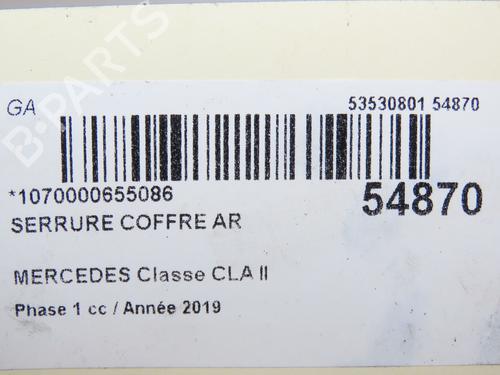 B-PARTS
GA
53530801 54870
*1070000655086
54870
SERRURE COFFRE AR
MERCEDES Classe CLA II
Phase 1 cc / Année 2019